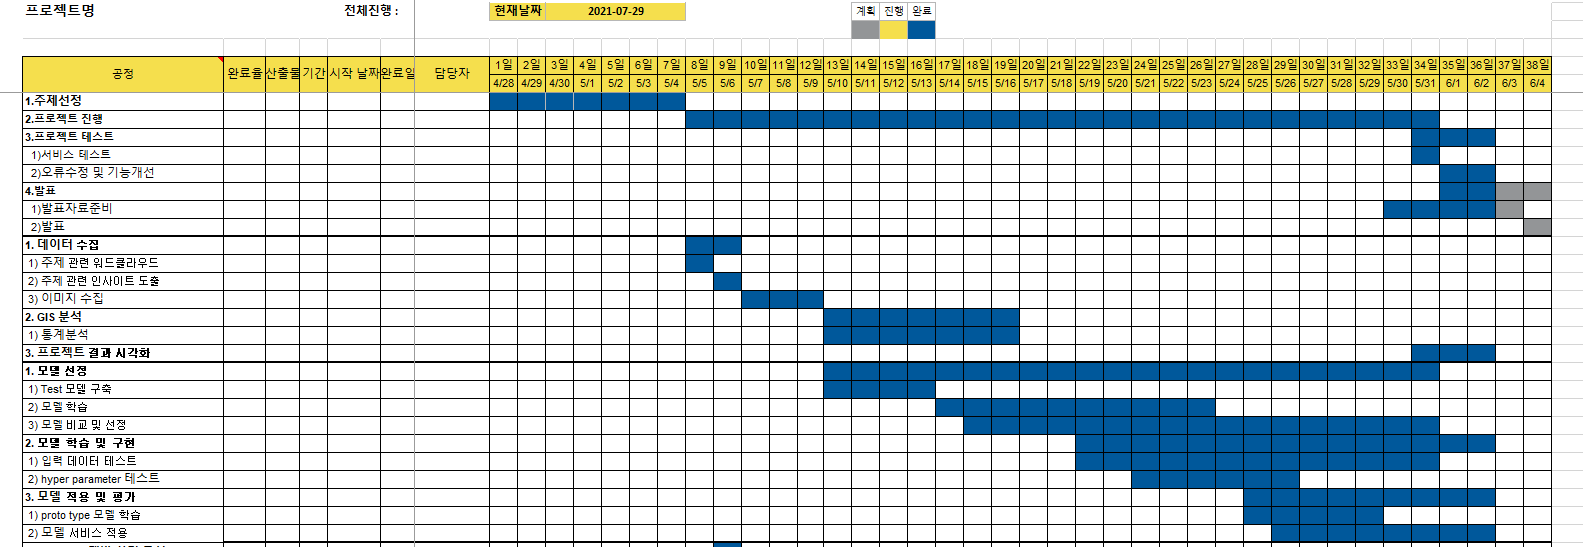 프로젝트명 전체진행 : 현재날짜 2021-07-29 계획 진행 완료
공정 완료율 산출물 기간 시작 날짜 완료일 담당자 1일 2일 3일 4일 5일 6일 7일 8일 9일 10일 11일 12일 13일 14일 15일 16일 17일 18일 19일 20일 21일 22일 23일 24일 25일 26일 27일 28일 29일 30일 31일 32일 33일 34일 35일 36일 37일 38일
4/28 4/29 4/30 5/1 5/2 5/3 5/4 5/5 5/6 5/7 5/8 5/9 5/10 5/11 5/12 5/13 5/14 5/15 5/16 5/17 5/18 5/19 5/20 5/21 5/22 5/23 5/24 5/25 5/26 5/27 5/28 5/29 5/30 5/31 6/1 6/2 6/3 6/4
1.주제선정
2.프로젝트 진행
3.프로젝트 테스트
1)서비스 테스트
2)오류수정 및 기능개선
4.발표
1)발표자료준비
2)발표
1. 데이터 수집
1) 주제 관련 워드클라우드
2) 주제 관련 인사이트 도출
3) 이미지 수집
2. GIS 분석
1) 통계분석
3. 프로젝트 결과 시각화
1. 모델 선정
1) Test 모델 구축
2) 모델 학습
3) 모델 비교 및 선정
2. 모델 학습 및 구현
1) 입력 데이터 테스트
2) hyper parameter 테스트
3. 모델 적용 및 평가
1) proto type 모델 학습
2) 모델 서비스 적용